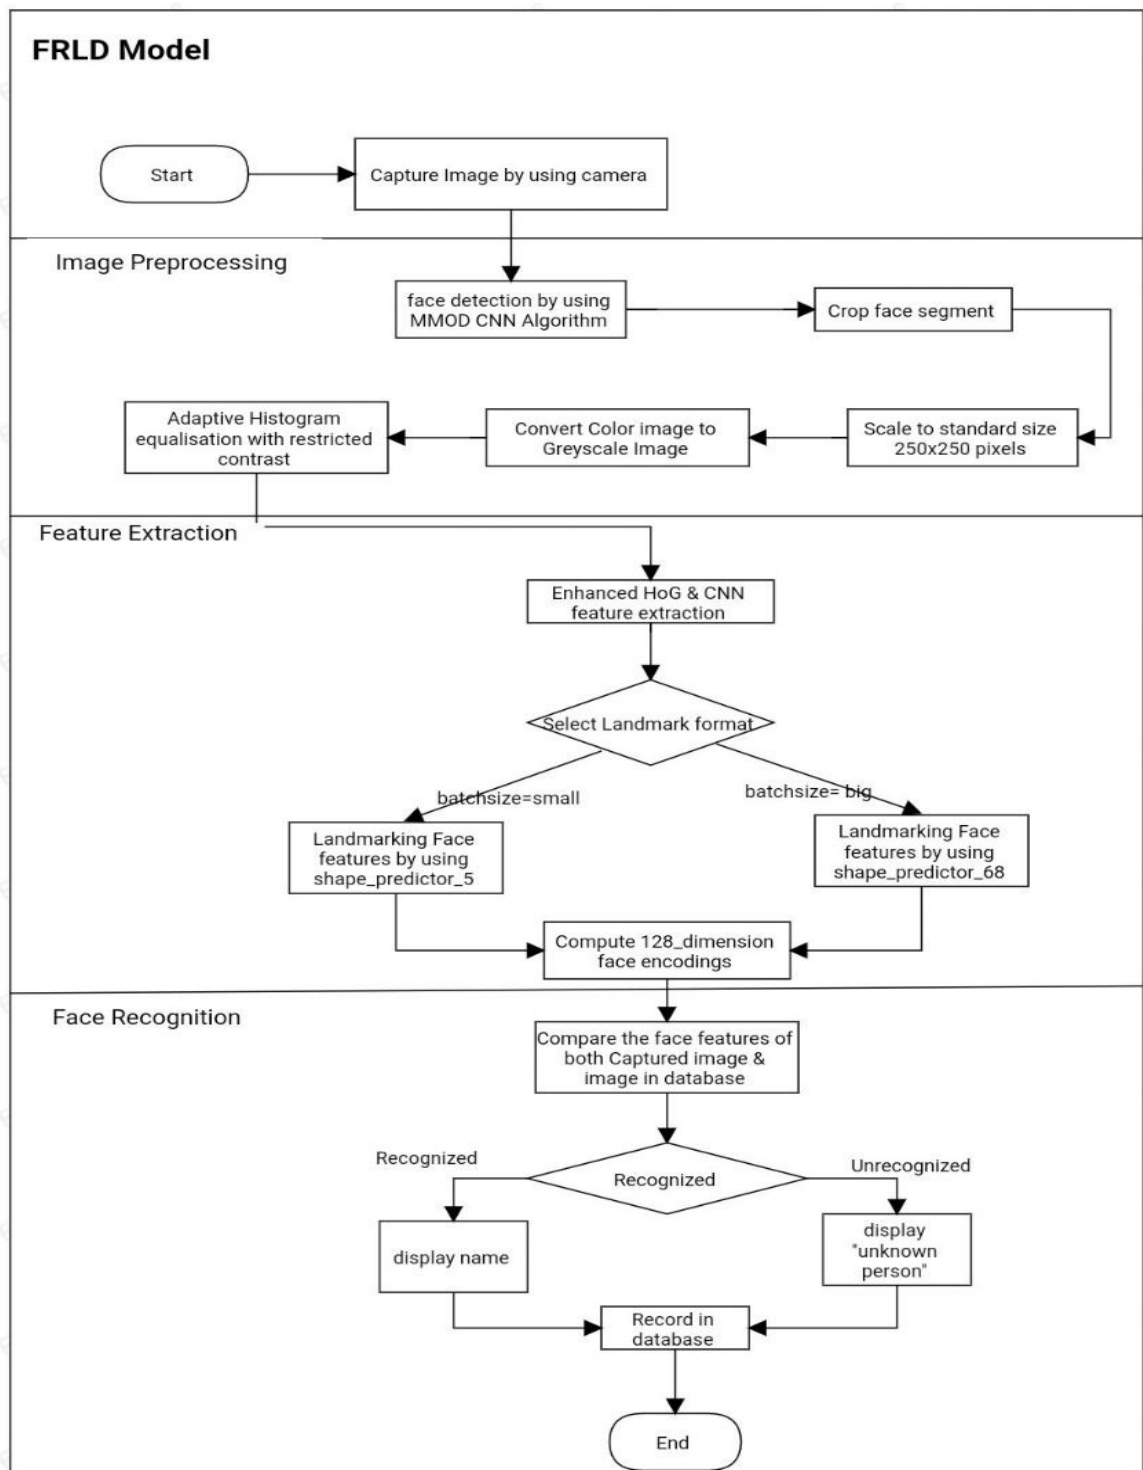 FRLD Model
Start
Capture Image by using camera
Image Preprocessing
face detection by using
MMOD CNN Algorithm
Crop face segment
Scale to standard size
250x250 pixels
Convert Color image to
Greyscale Image
Adaptive Histogram
equalisation with restricted
contrast
Feature Extraction
Enhanced HoG & CNN
feature extraction
Select Landmark format
batchsize=small
batchsize= big
Landmarking Face
features by using
shape_predictor_5
Landmarking Face
features by using
shape_predictor_68
Compute 128_dimension
face encodings
Face Recognition
Compare the face features of
both Captured image &
image in database
Recognized
Recognized
Unrecognized
display name
display
"unknown
person"
Record in
database
End